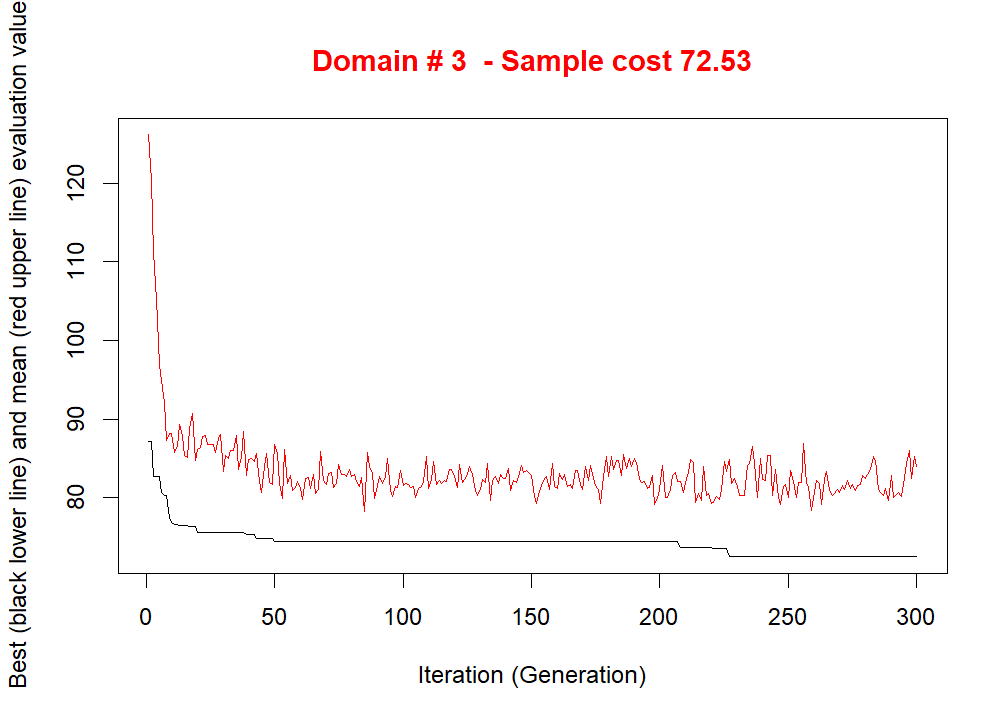 Domain # 3  - Sample cost 72.53
Best (black lower line) and mean (red upper line) evaluation value
120
110
100
90
80
0 50 100 150 200 250 300
Iteration (Generation)